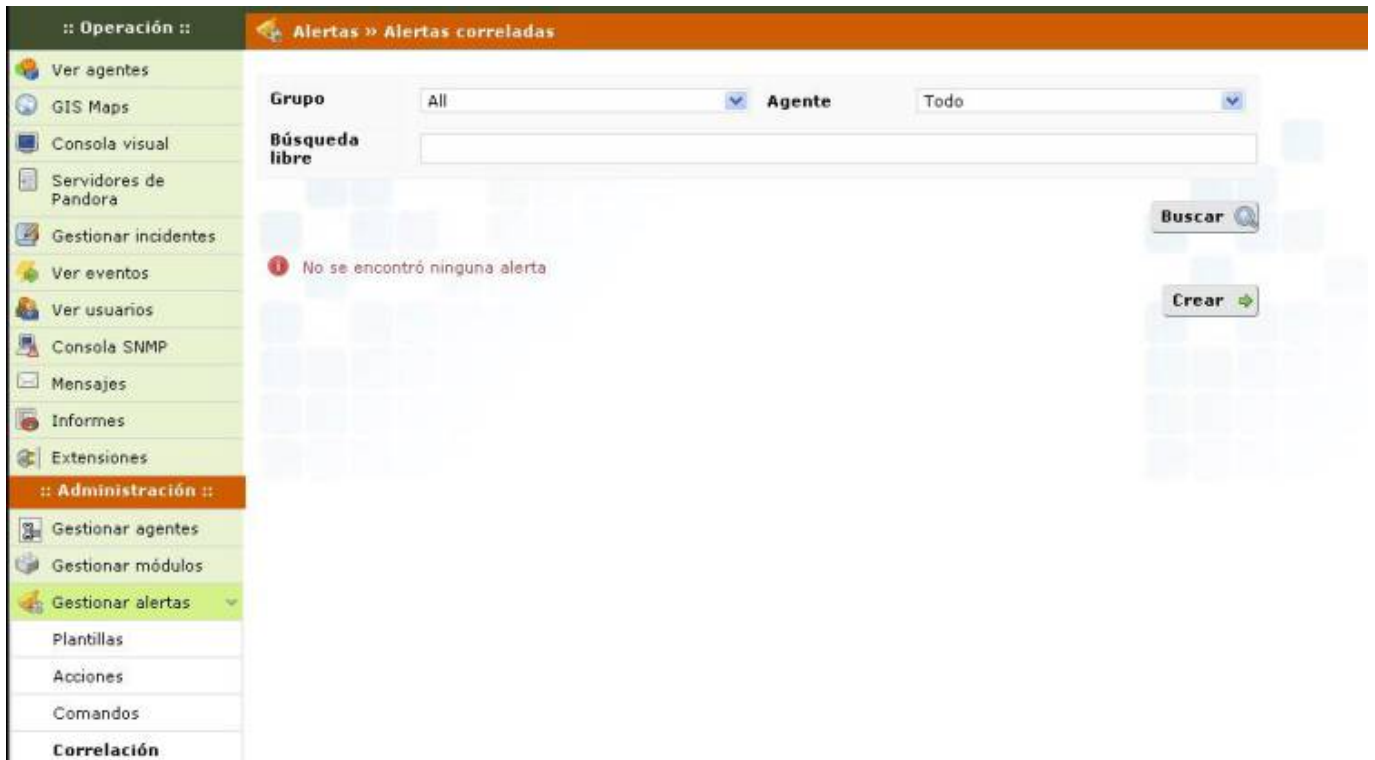 :: Operación ::
Ver agentes
GIS Maps
Consola visual
Servidores de
Pandora
Gestionar incidentes
Ver eventos
Ver usuarios
Consola SNMP
Mensajes
Informes
Extensiones
:: Administración ::
Gestionar agentes
Gestionar módulos
Gestionar alertas
Plantillas
Acciones
Comandos
Correlación
Alertas » Alertas correladas
Grupo All Agente Todo
Búsqueda
libre
Buscar
No se encontró ninguna alerta
Crear